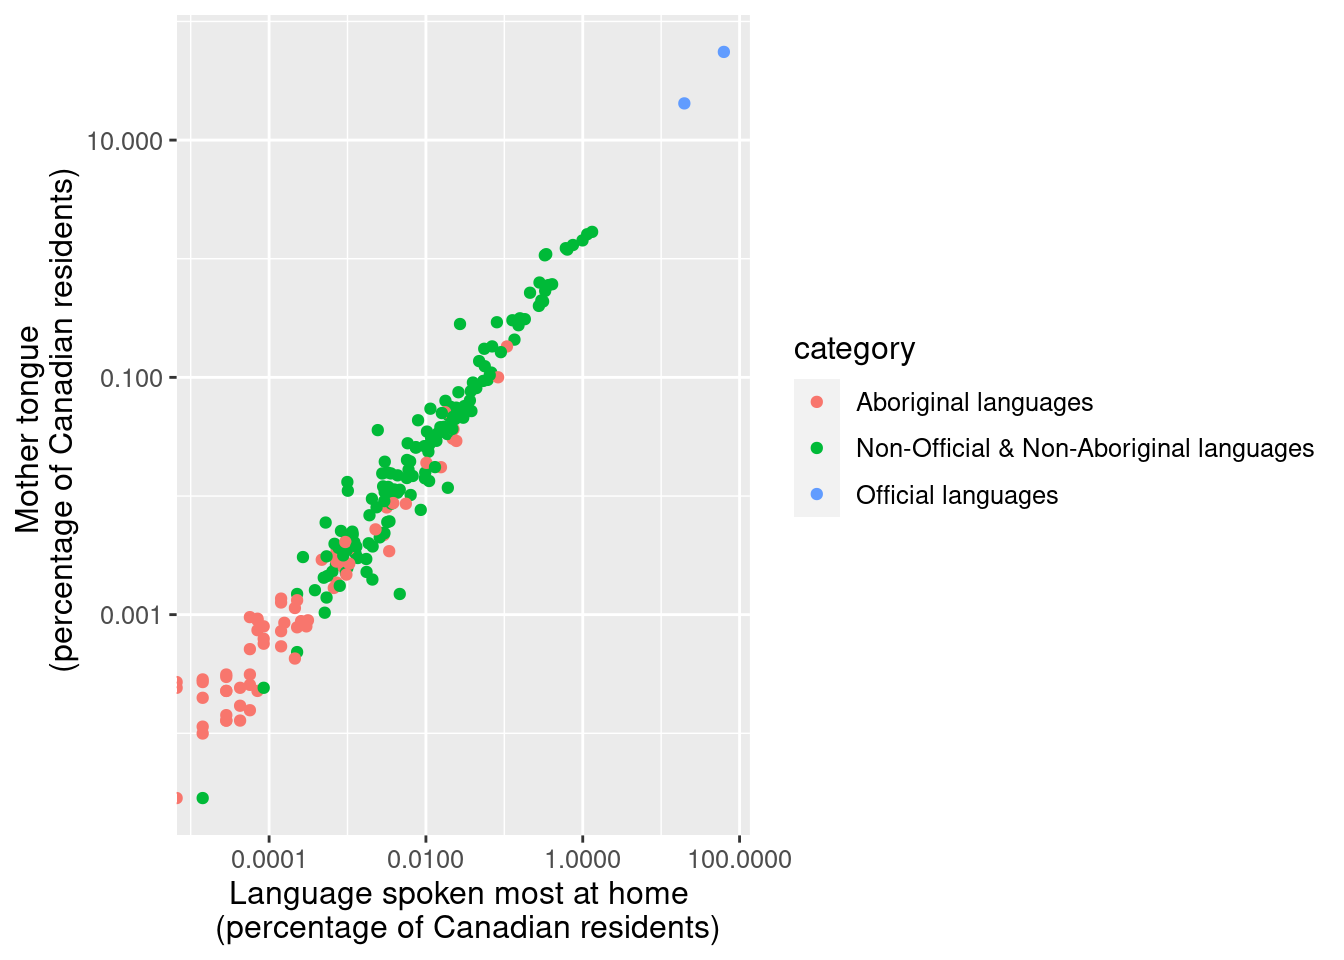 10.000
0.100
0.001
Mother tongue
(percentage of Canadian residents)
0.0001
0.0100
1.0000
100.0000
Language spoken most at home
(percentage of Canadian residents)
category
Aboriginal languages
Non-Official & Non-Aboriginal languages
Official languages